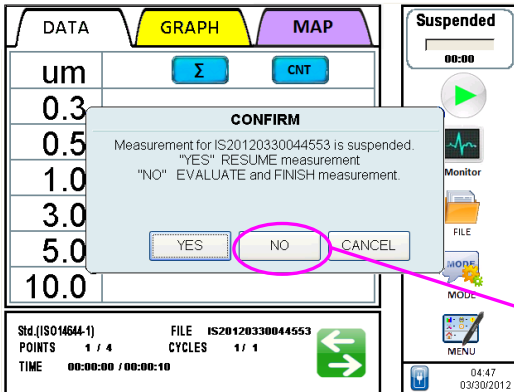 DATA
GRAPH
MAP
Suspended
00:00
um
Σ
CNT
0.3
0.5
1.0
3.0
5.0
10.0
CONFIRM
Measurement for IS20120330044553 is suspended.
"YES" RESUME measurement
"NO" EVALUATE and FINISH measurement.
YES
NO
CANCEL
Monitor
FILE
MODE
MODE
MENU
Std.(ISO14644-1) FILE IS20120330044553
POINTS 1 / 4 CYCLES 1/ 1
TIME 00:00:00 / 00:00:10
04:47
03/30/2012